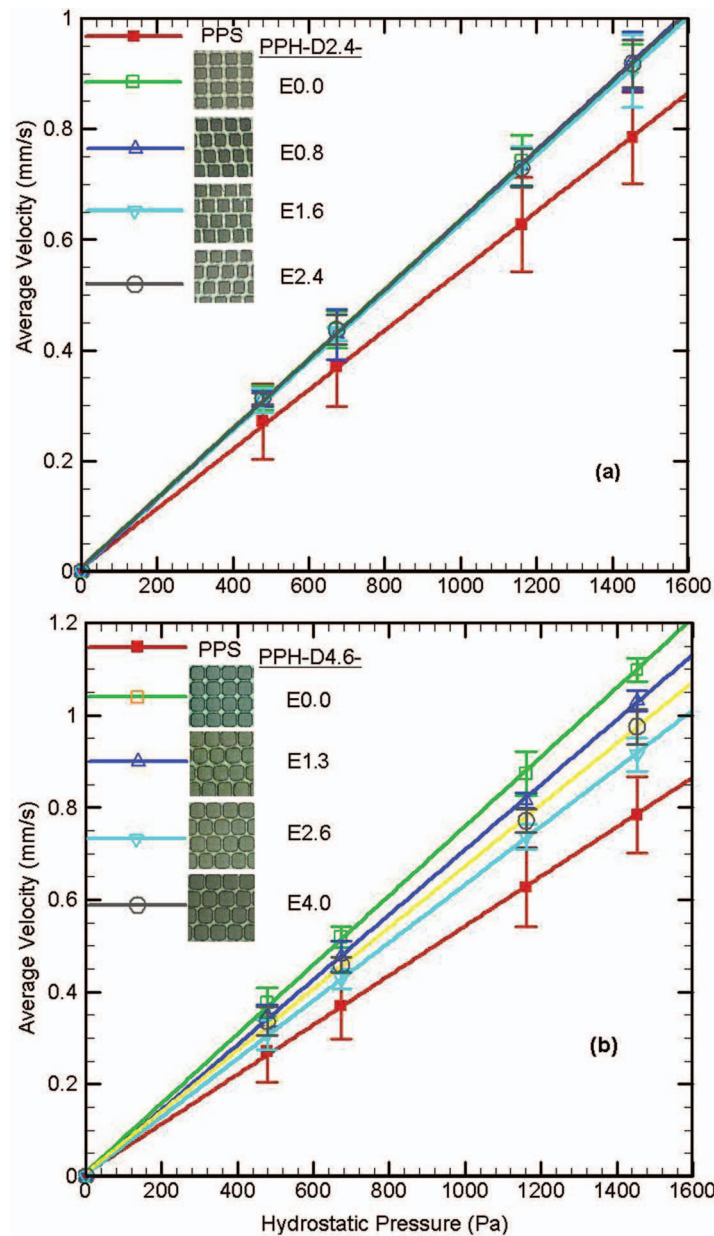 1
PPS
PPH-D2.4-
E0.0
0.8
E0.8
E1.6
0.6
E2.4
Average Velocity (mm/s)
0.4
0.2
(a)
0
0 200 400 600 800 1000 1200 1400 1600
1.2
PPS
PPH-D4.6-
E0.0
1
E1.3
0.8
E2.6
E4.0
0.6
Average Velocity (mm/s)
0.4
(b)
0.2
0
0 200 400 600 800 1000 1200 1400 1600
Hydrostatic Pressure (Pa)